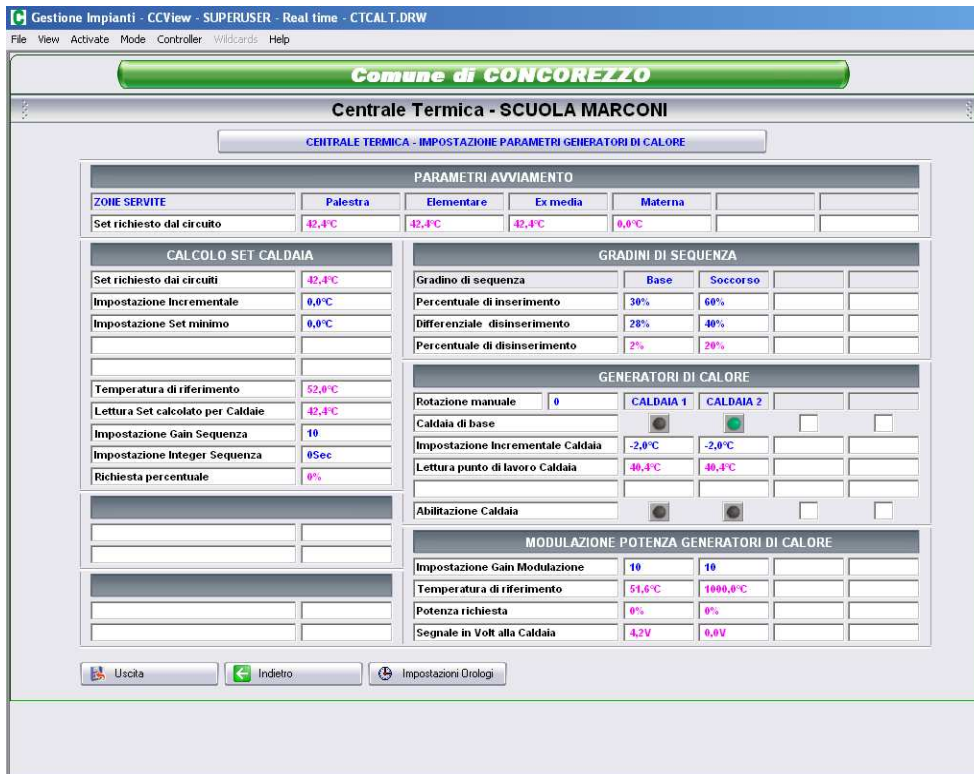 Gestione Impianti - CCView - SUPERUSER - Real time - CTCALT.DRW
File View Activate Mode Controller Wildcards Help
Comune di CONCOREZZO
Centrale Termica - SCUOLA MARCONI
CENTRALE TERMICA - IMPOSTAZIONE PARAMETRI GENERATORI DI CALORE
PARAMETRI AVVIAMENTO
ZONE SERVITE Palestra Elementare Ex media Materna
Set richiesto dal circuito 42,4°C 42,4°C 42,4°C 0,0°C
CALCOLO SET CALDAIA
Set richiesto dai circuiti 42,4°C
Impostazione Incrementale 0,0°C
Impostazione Set minimo 0,0°C
Temperatura di riferimento 52,0°C
Lettura Set calcolato per Caldaie 42,4°C
Impostazione Gain Sequenza 10
Impostazione Integer Sequenza 0Sec
Richiesta percentuale 0%
GRADINI DI SEQUENZA
Gradino di sequenza Base Soccorso
Percentuale di inserimento 30% 60%
Differenziale disinserimento 28% 40%
Percentuale di disinserimento 2% 20%
GENERATORI DI CALORE
Rotazione manuale 0 CALDAIA 1 CALDAIA 2
Caldaia di base
Impostazione Incrementale Caldaia -2,0°C -2,0°C
Lettura punto di lavoro Caldaia 40,4°C 40,4°C
Abilitazione Caldaia
MODULAZIONE POTENZA GENERATORI DI CALORE
Impostazione Gain Modulazione 10 10
Temperatura di riferimento 51,6°C 1000,0°C
Potenza richiesta 0% 0%
Segnale in Volt alla Caldaia 4,2V 0,0V
Uscita Indietro Impostazioni Orologi